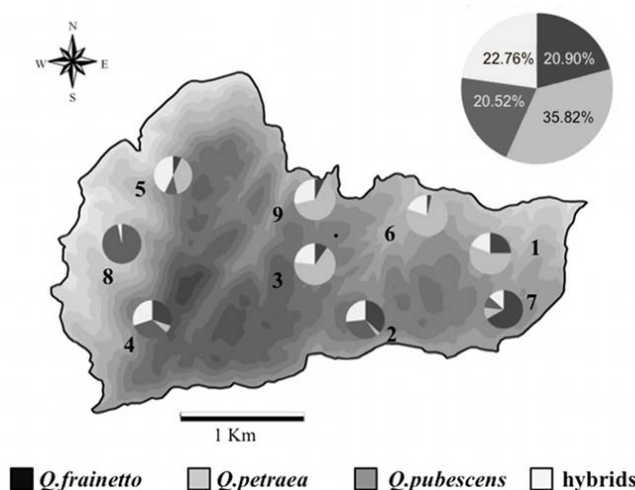 N
W E
S
22.76% 20.90%
20.52% 35.82%
5
9
6
1
8
3
7
4
2
1 Km
Q.frainetto Q.petraea Q.pubescens hybrids